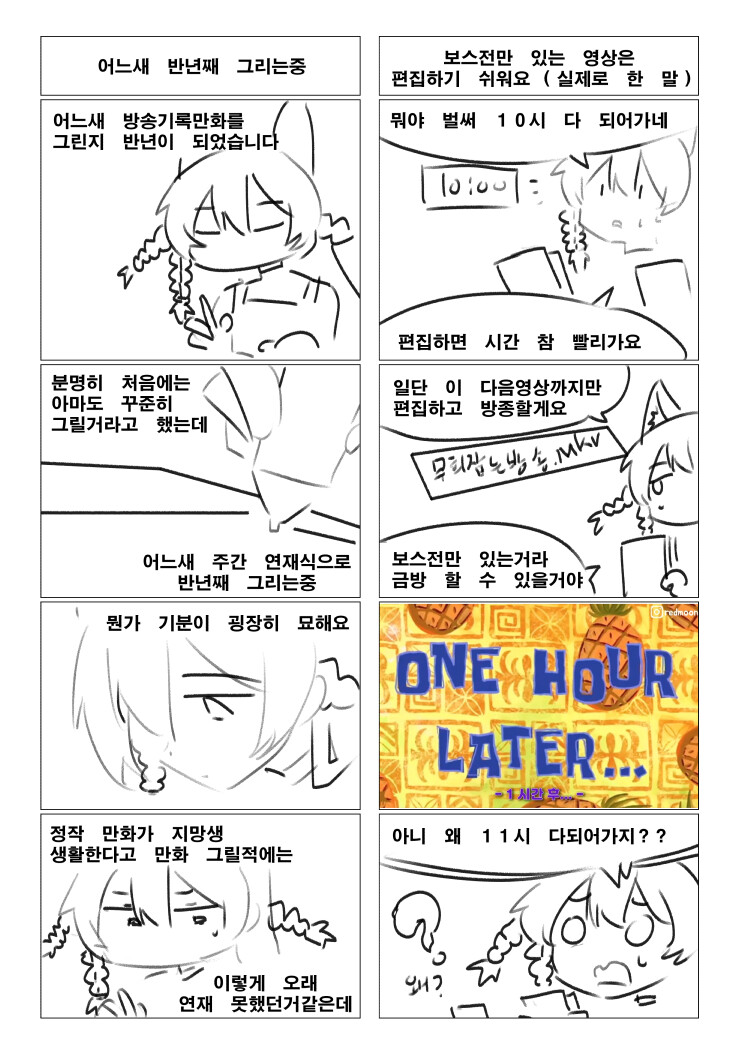 어느새 반년째 그리는중
어느새 방송기록만화를
그린지 반년이 되었습니다
분명히 처음에는
아마도 꾸준히
그릴거라고 했는데
어느새 주간 연재식으로
반년째 그리는중
뭔가 기분이 굉장히 묘해요
정작 만화가 지망생
생활한다고 만화 그릴적에는
이렇게 오래
연재 못했던거같은데
보스전만 있는 영상은
편집하기 쉬워요 (실제로 한 말)
뭐야 벌써 10시 다 되어가네
10:00
편집하면 시간 참 빨리가요
일단 이 다음영상까지만
편집하고 방종할게요
무희잡는방송.mkv
보스전만 있는거라
금방 할 수 있을거야
redmoon
ONE HOUR
LATER...
- 1 시간 후... -
아니 왜 11시 다되어가지??
왜?